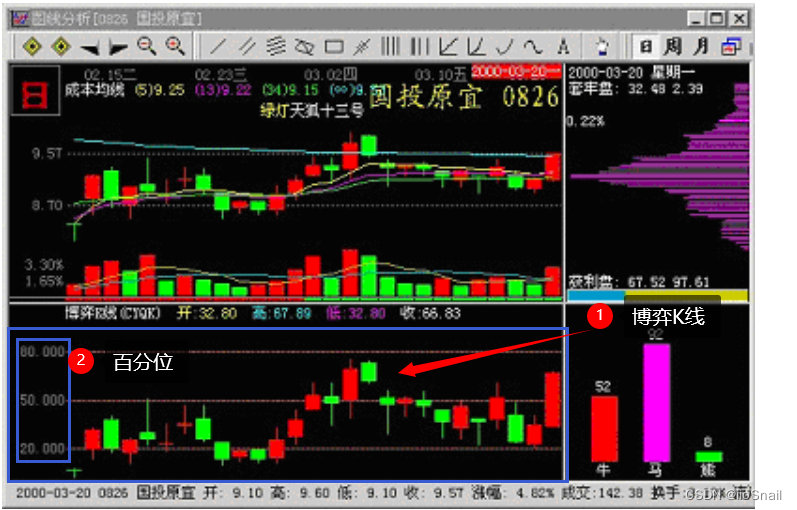 图线分析[0826 国投原宜]
日 周 月
02.15二 02.23三 03.02四 03.10五 2000-03-20一
日
成本均线 (5)9.25 (13)9.22 (34)9.15 (∞)9.
国投原宜 0826
绿灯天狐十三号
9.57
8.70
3.30%
1.65%
2000-03-20 星期一
套牢盘: 32.48 2.39
0.22%
获利盘: 67.52 97.61
博弈K线(CYQK) 开:32.80 高:67.89 低:32.80 收:66.83
1 博弈K线
2 百分位
80.000
50.000
20.000
92
52
8
牛 马 熊
2000-03-20 0826 国投原宜 开: 9.10 高: 9.60 低: 9.10 收: 9.57 涨幅: 4.82% 成交:142.38 换手:
CSDN @IDSnail